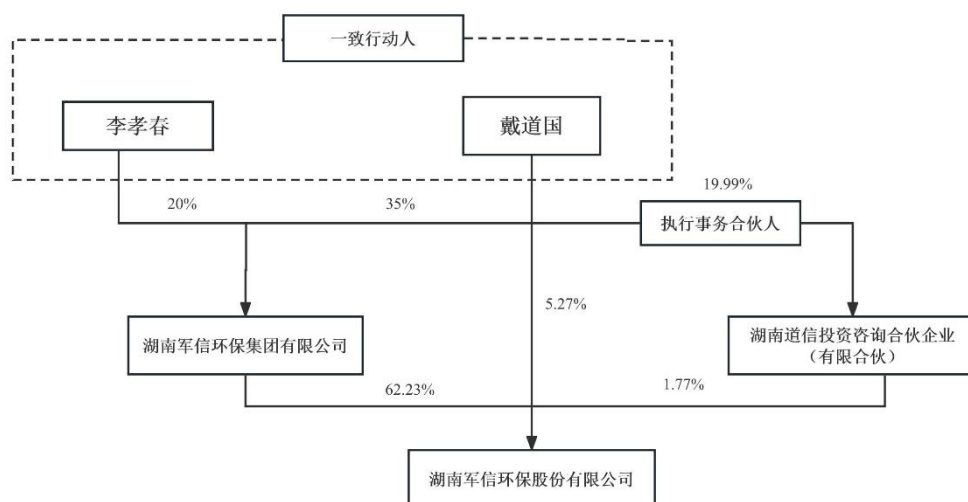 一致行动人
李孝春
戴道国
19.99%
20%
35%
执行事务合伙人
5.27%
湖南军信环保集团有限公司
湖南道信投资咨询合伙企业
（有限合伙）
62.23%
1.77%
湖南军信环保股份有限公司